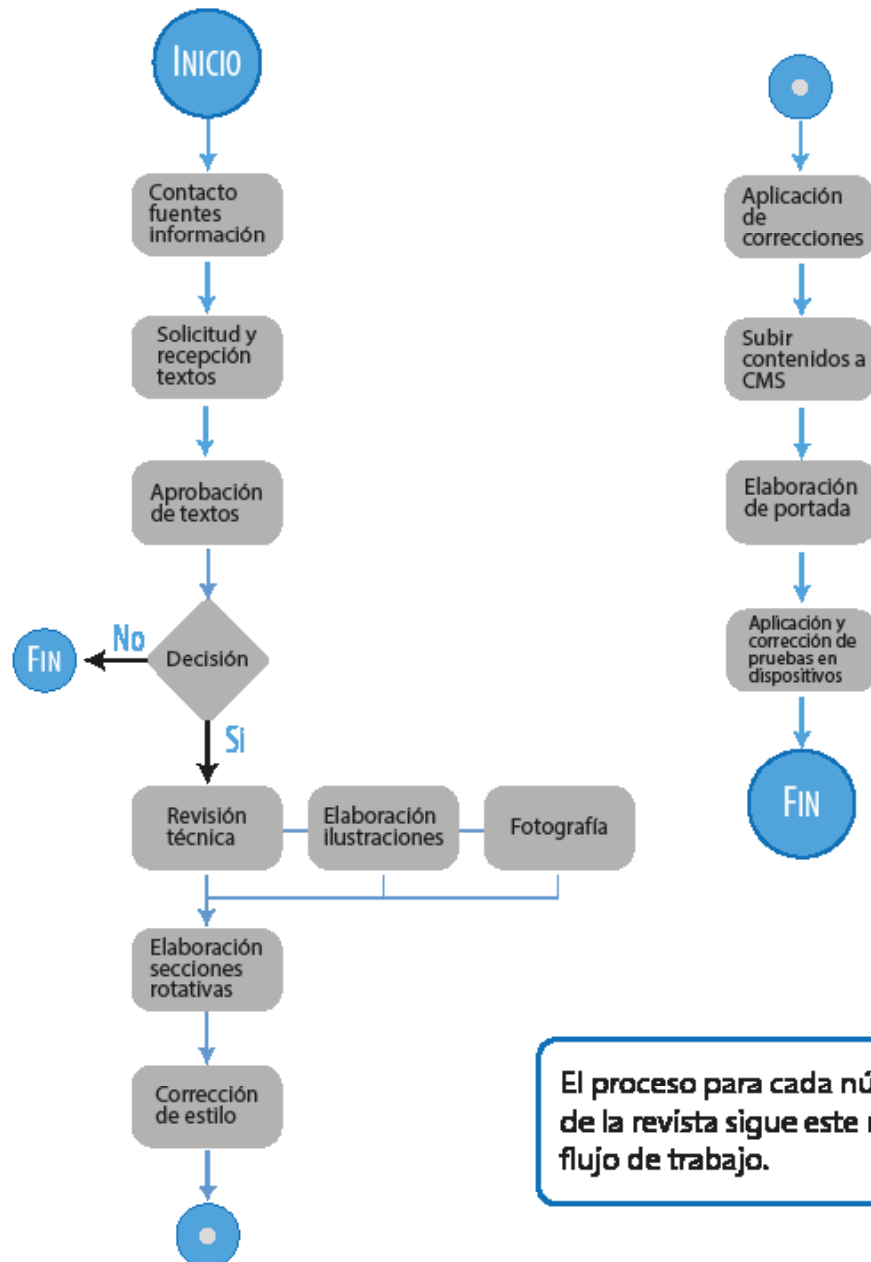 INICIO
Contacto
fuentes
información
Solicitud y
recepción
textos
Aprobación
de textos
Decisión
No
FIN
Si
Revisión
técnica
Elaboración
ilustraciones
Fotografía
Elaboración
secciones
rotativas
Corrección
de estilo
Aplicación
de
correcciones
Subir
contenidos a
CMS
Elaboración
de portada
Aplicación y
corrección de
pruebas en
dispositivos
FIN
El proceso para cada
de la revista sigue este
flujo de trabajo.